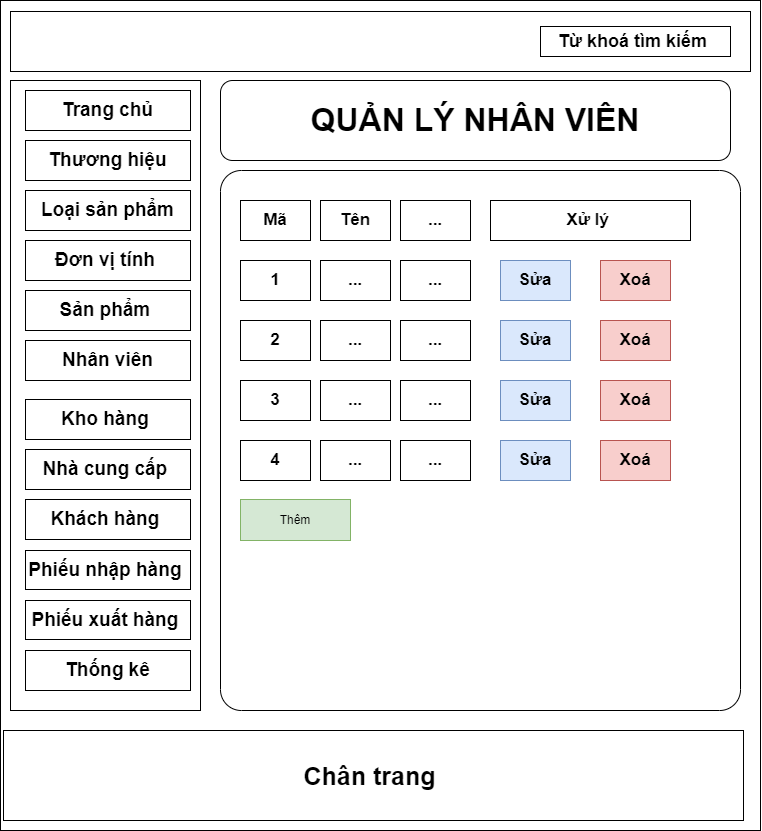 Từ khoá tìm kiếm
Trang chủ
Thương hiệu
Loại sản phẩm
Đơn vị tính
Sản phẩm
Nhân viên
Kho hàng
Nhà cung cấp
Khách hàng
Phiếu nhập hàng
Phiếu xuất hàng
Thống kê
QUẢN LÝ NHÂN VIÊN
Mã Tên ... Xử lý
1 ... ... Sửa Xoá
2 ... ... Sửa Xoá
3 ... ... Sửa Xoá
4 ... ... Sửa Xoá
Thêm
Chân trang